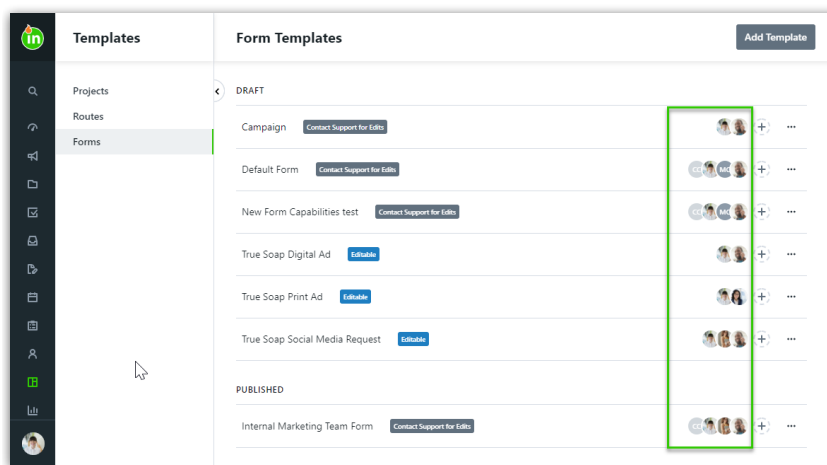 in
Templates
Form Templates
Add Template
Projects
Routes
Forms
DRAFT
Campaign Contact Support for Edits
Default Form Contact Support for Edits
CC MC
New Form Capabilities test Contact Support for Edits
CC MC
True Soap Digital Ad Editable
True Soap Print Ad Editable
True Soap Social Media Request Editable
PUBLISHED
Internal Marketing Team Form Contact Support for Edits
CC